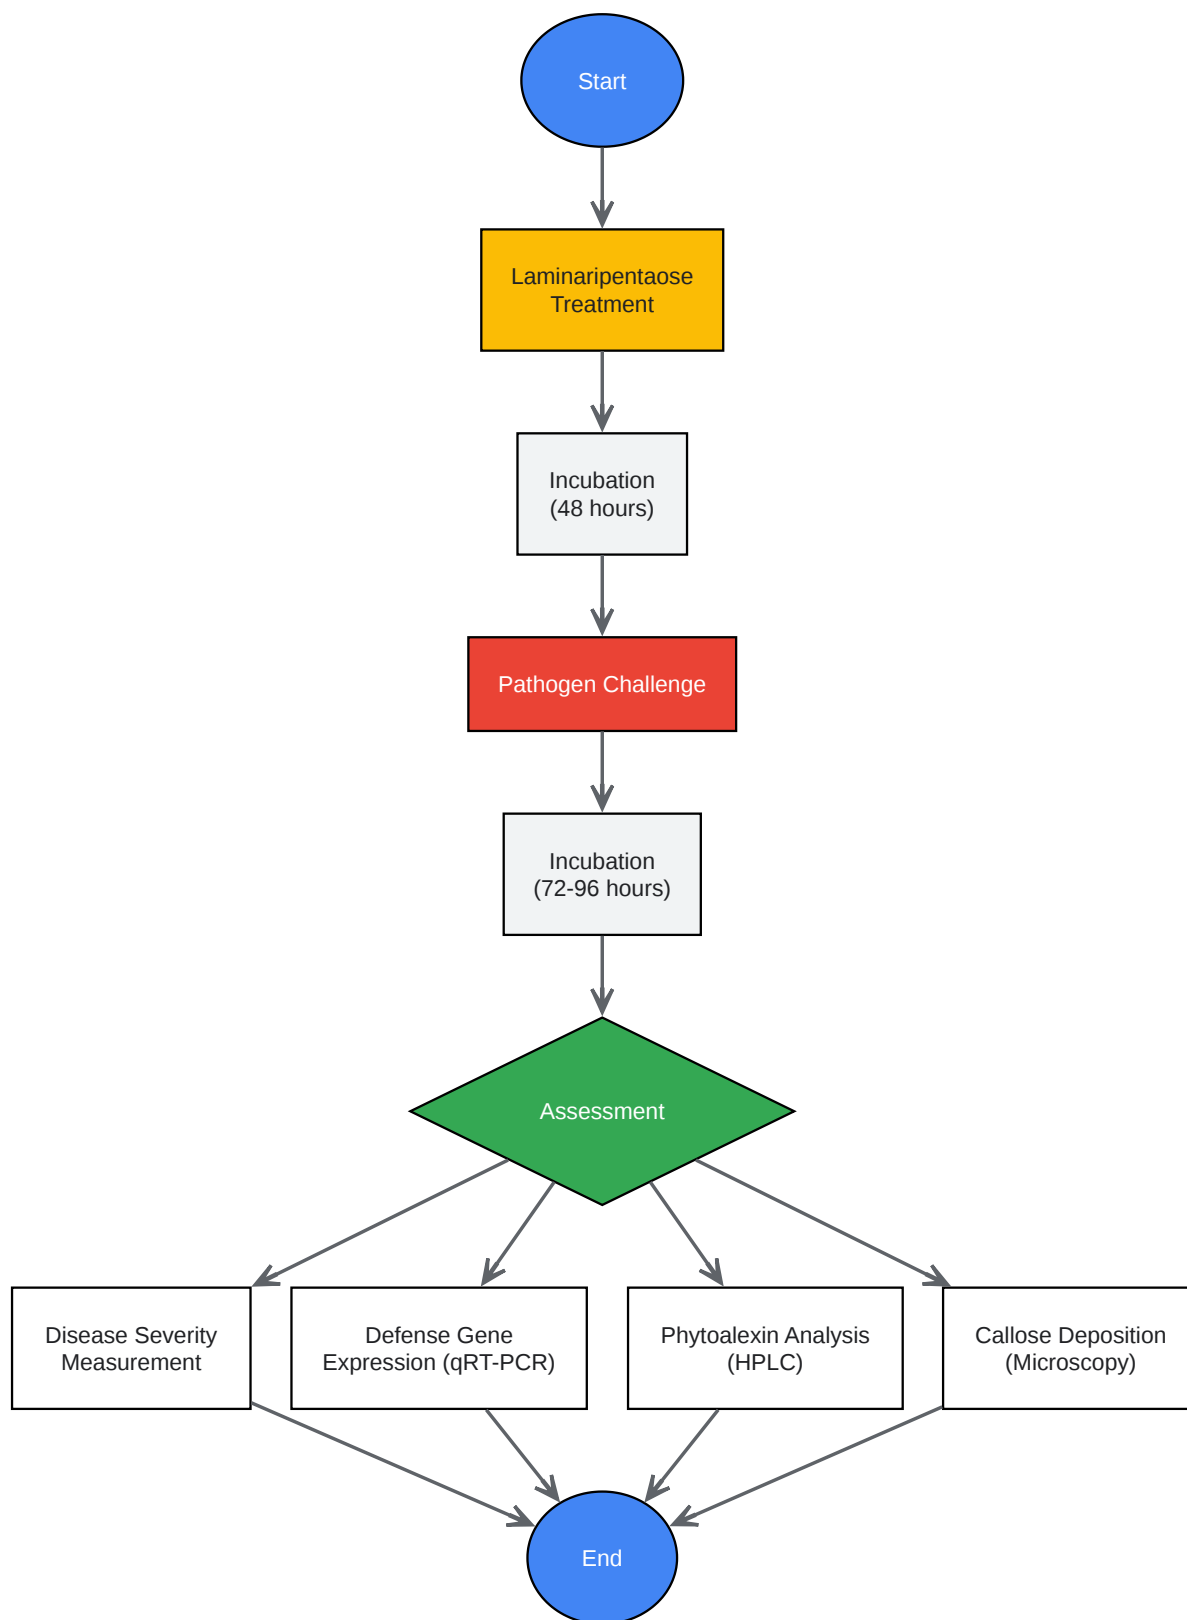 Start
Laminaripentaose
Treatment
Incubation
(48 hours)
Pathogen Challenge
Incubation
(72-96 hours)
Assessment
Disease Severity
Measurement
Defense Gene
Expression (qRT-PCR)
Phytoalexin Analysis
(HPLC)
Callose Deposition
(Microscopy)
End